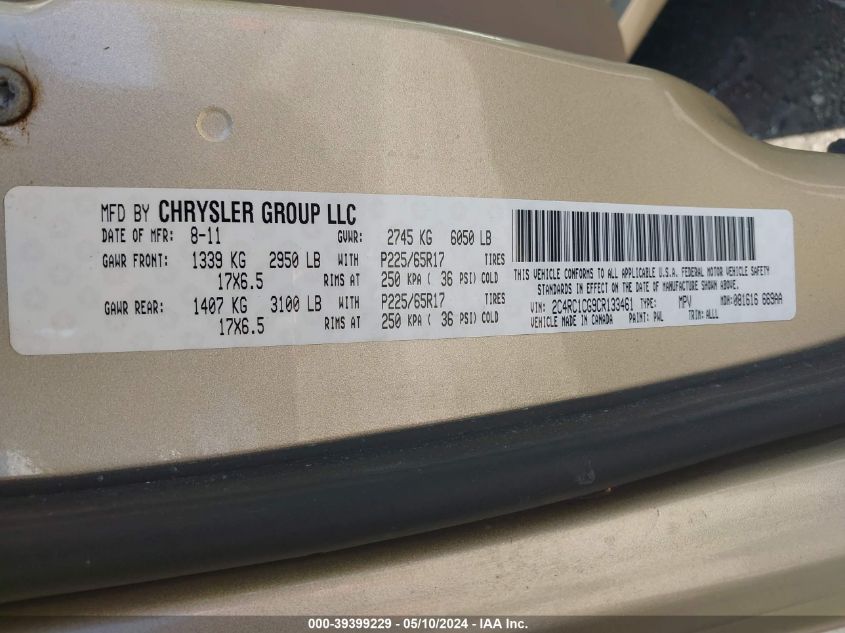 MFD BY CHRYSLER GROUP LLC
DATE OF MFR: 8-11 GVWR: 2745 KG 6050 LB
GAWR FRONT: 1339 KG 2950 LB WITH P225/65R17 TIRES
17X6.5 RIMS AT 250 KPA ( 36 PSI) COLD
GAWR REAR: 1407 KG 3100 LB WITH P225/65R17 TIRES
17X6.5 RIMS AT 250 KPA ( 36 PSI) COLD
THIS VEHICLE CONFORMS TO ALL APPLICABLE U.S.A. FEDERAL MOTOR VEHICLE SAFETY
STANDARDS IN EFFECT ON THE DATE OF MANUFACTURE SHOWN ABOVE.
VIN: 2C4RC1CG9CR133461 TYPE: MPV MDH: 081616 669AA
VEHICLE MADE IN CANADA PAINT: PWL TRIM: ALLL
000-39399229 - 05/10/2024 - IAA Inc.